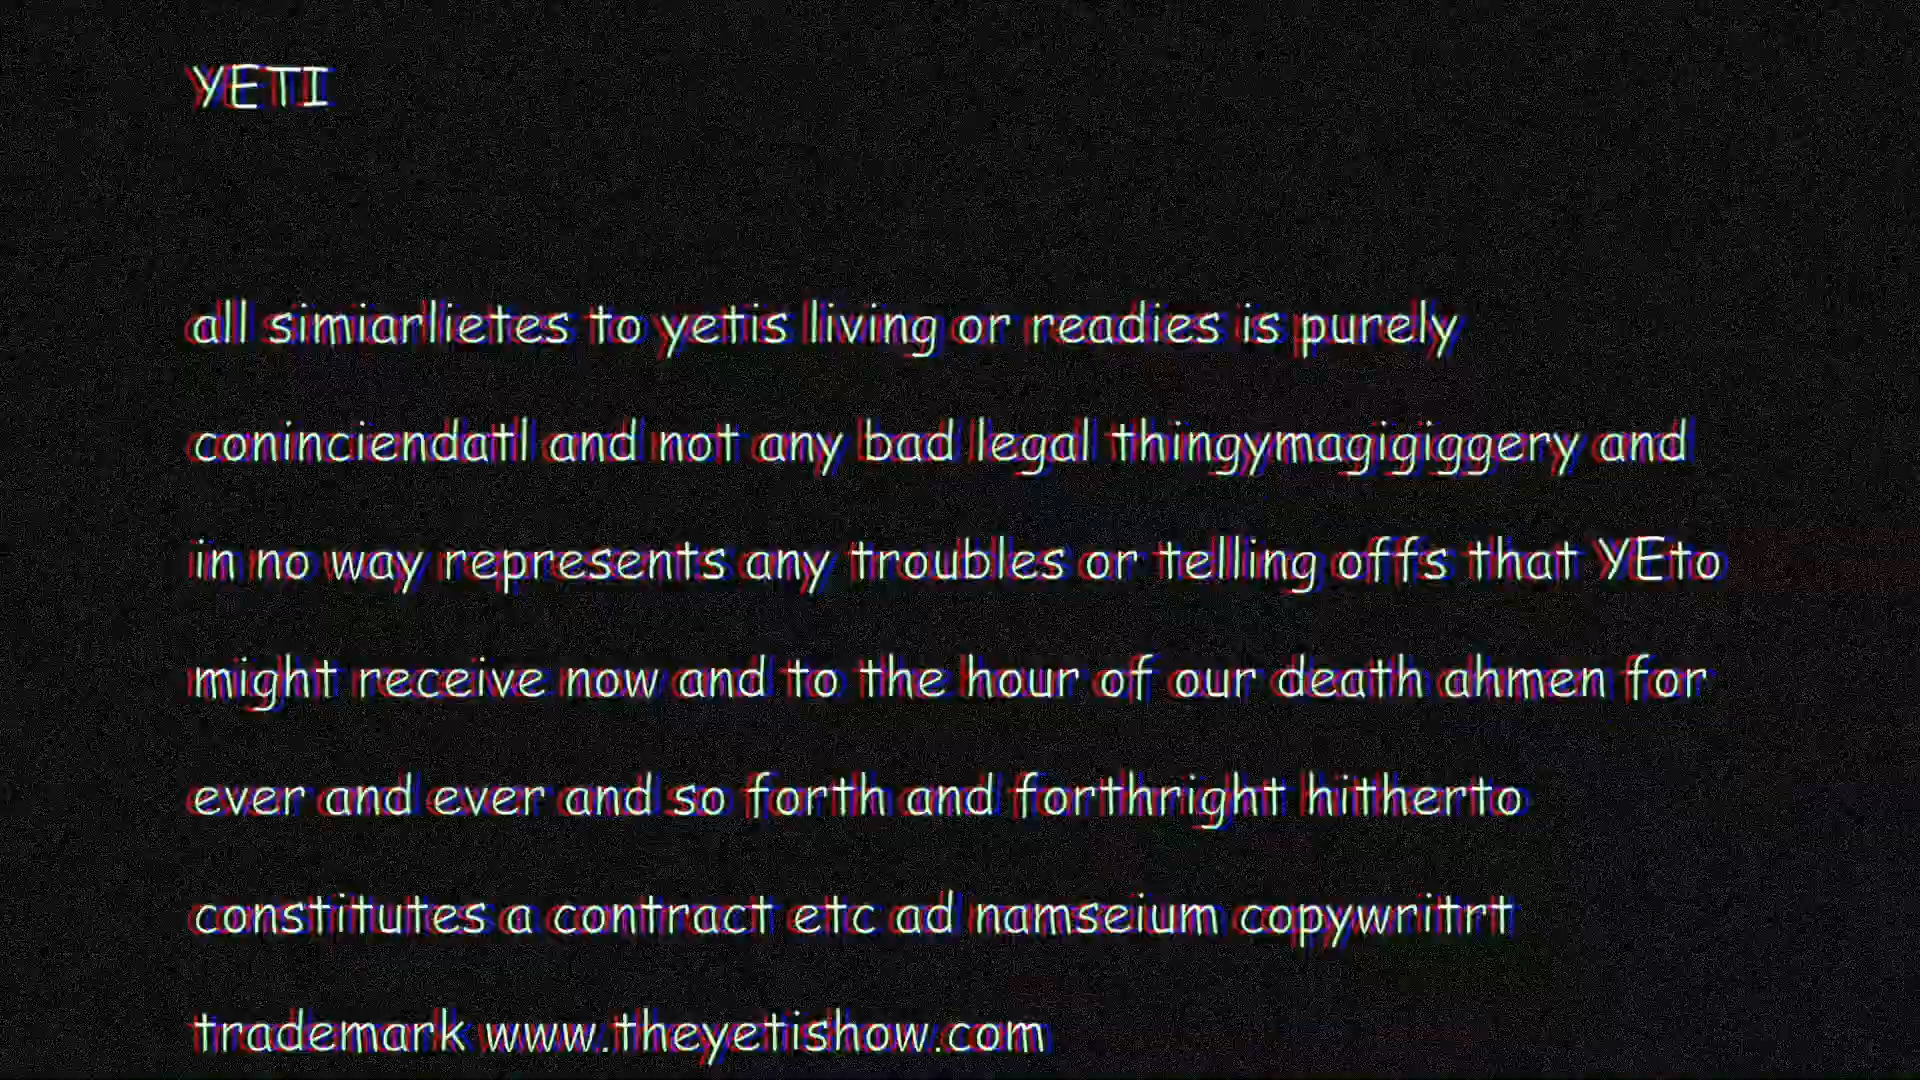 YETI
all simiarlietes to yetis living or readies is purely
coninciendatl and not any bad legal thingymagigiggery and
in no way represents any troubles or telling offs that YEto
might receive now and to the hour of our death ahmen for
ever and ever and so forth and forthright hitherto
constitutes a contract etc ad namseium copywritrt
trademark www.theyetishow.com